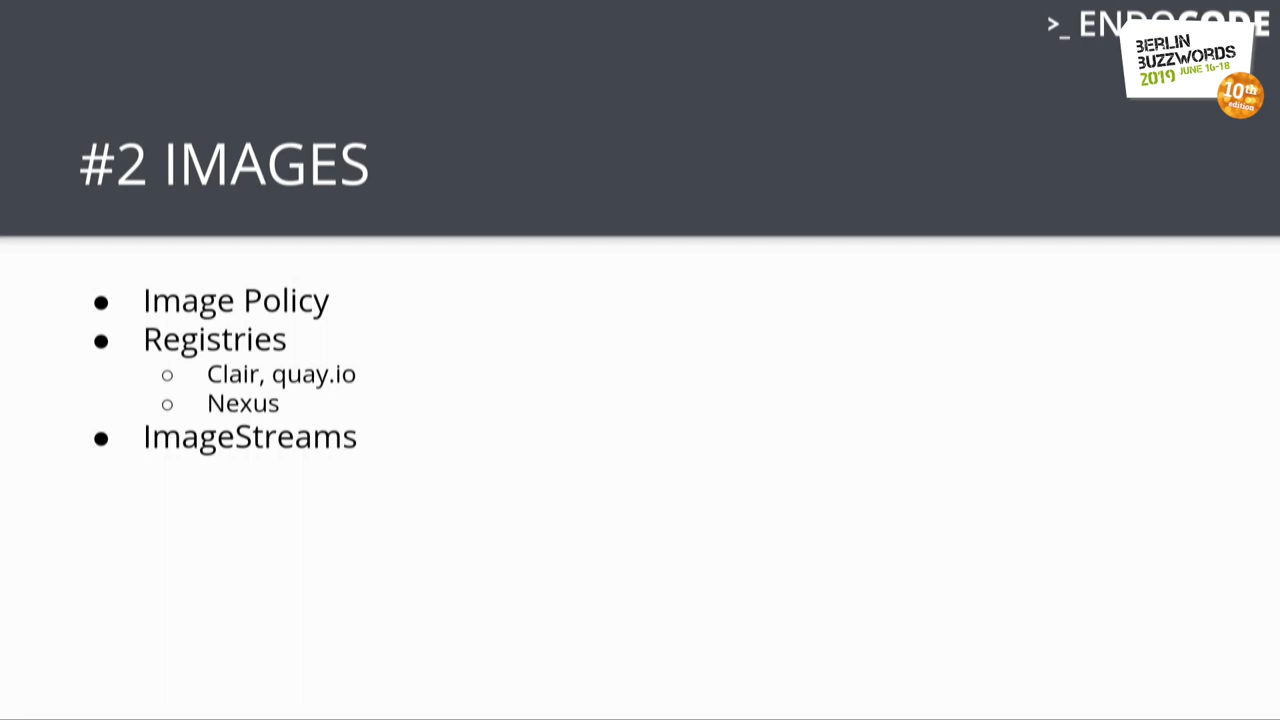 >_ ENDOCODE
BERLIN
BUZZWORDS
2019 JUNE 16-18
10th
edition
#2 IMAGES
● Image Policy
● Registries
○ Clair, quay.io
○ Nexus
● ImageStreams